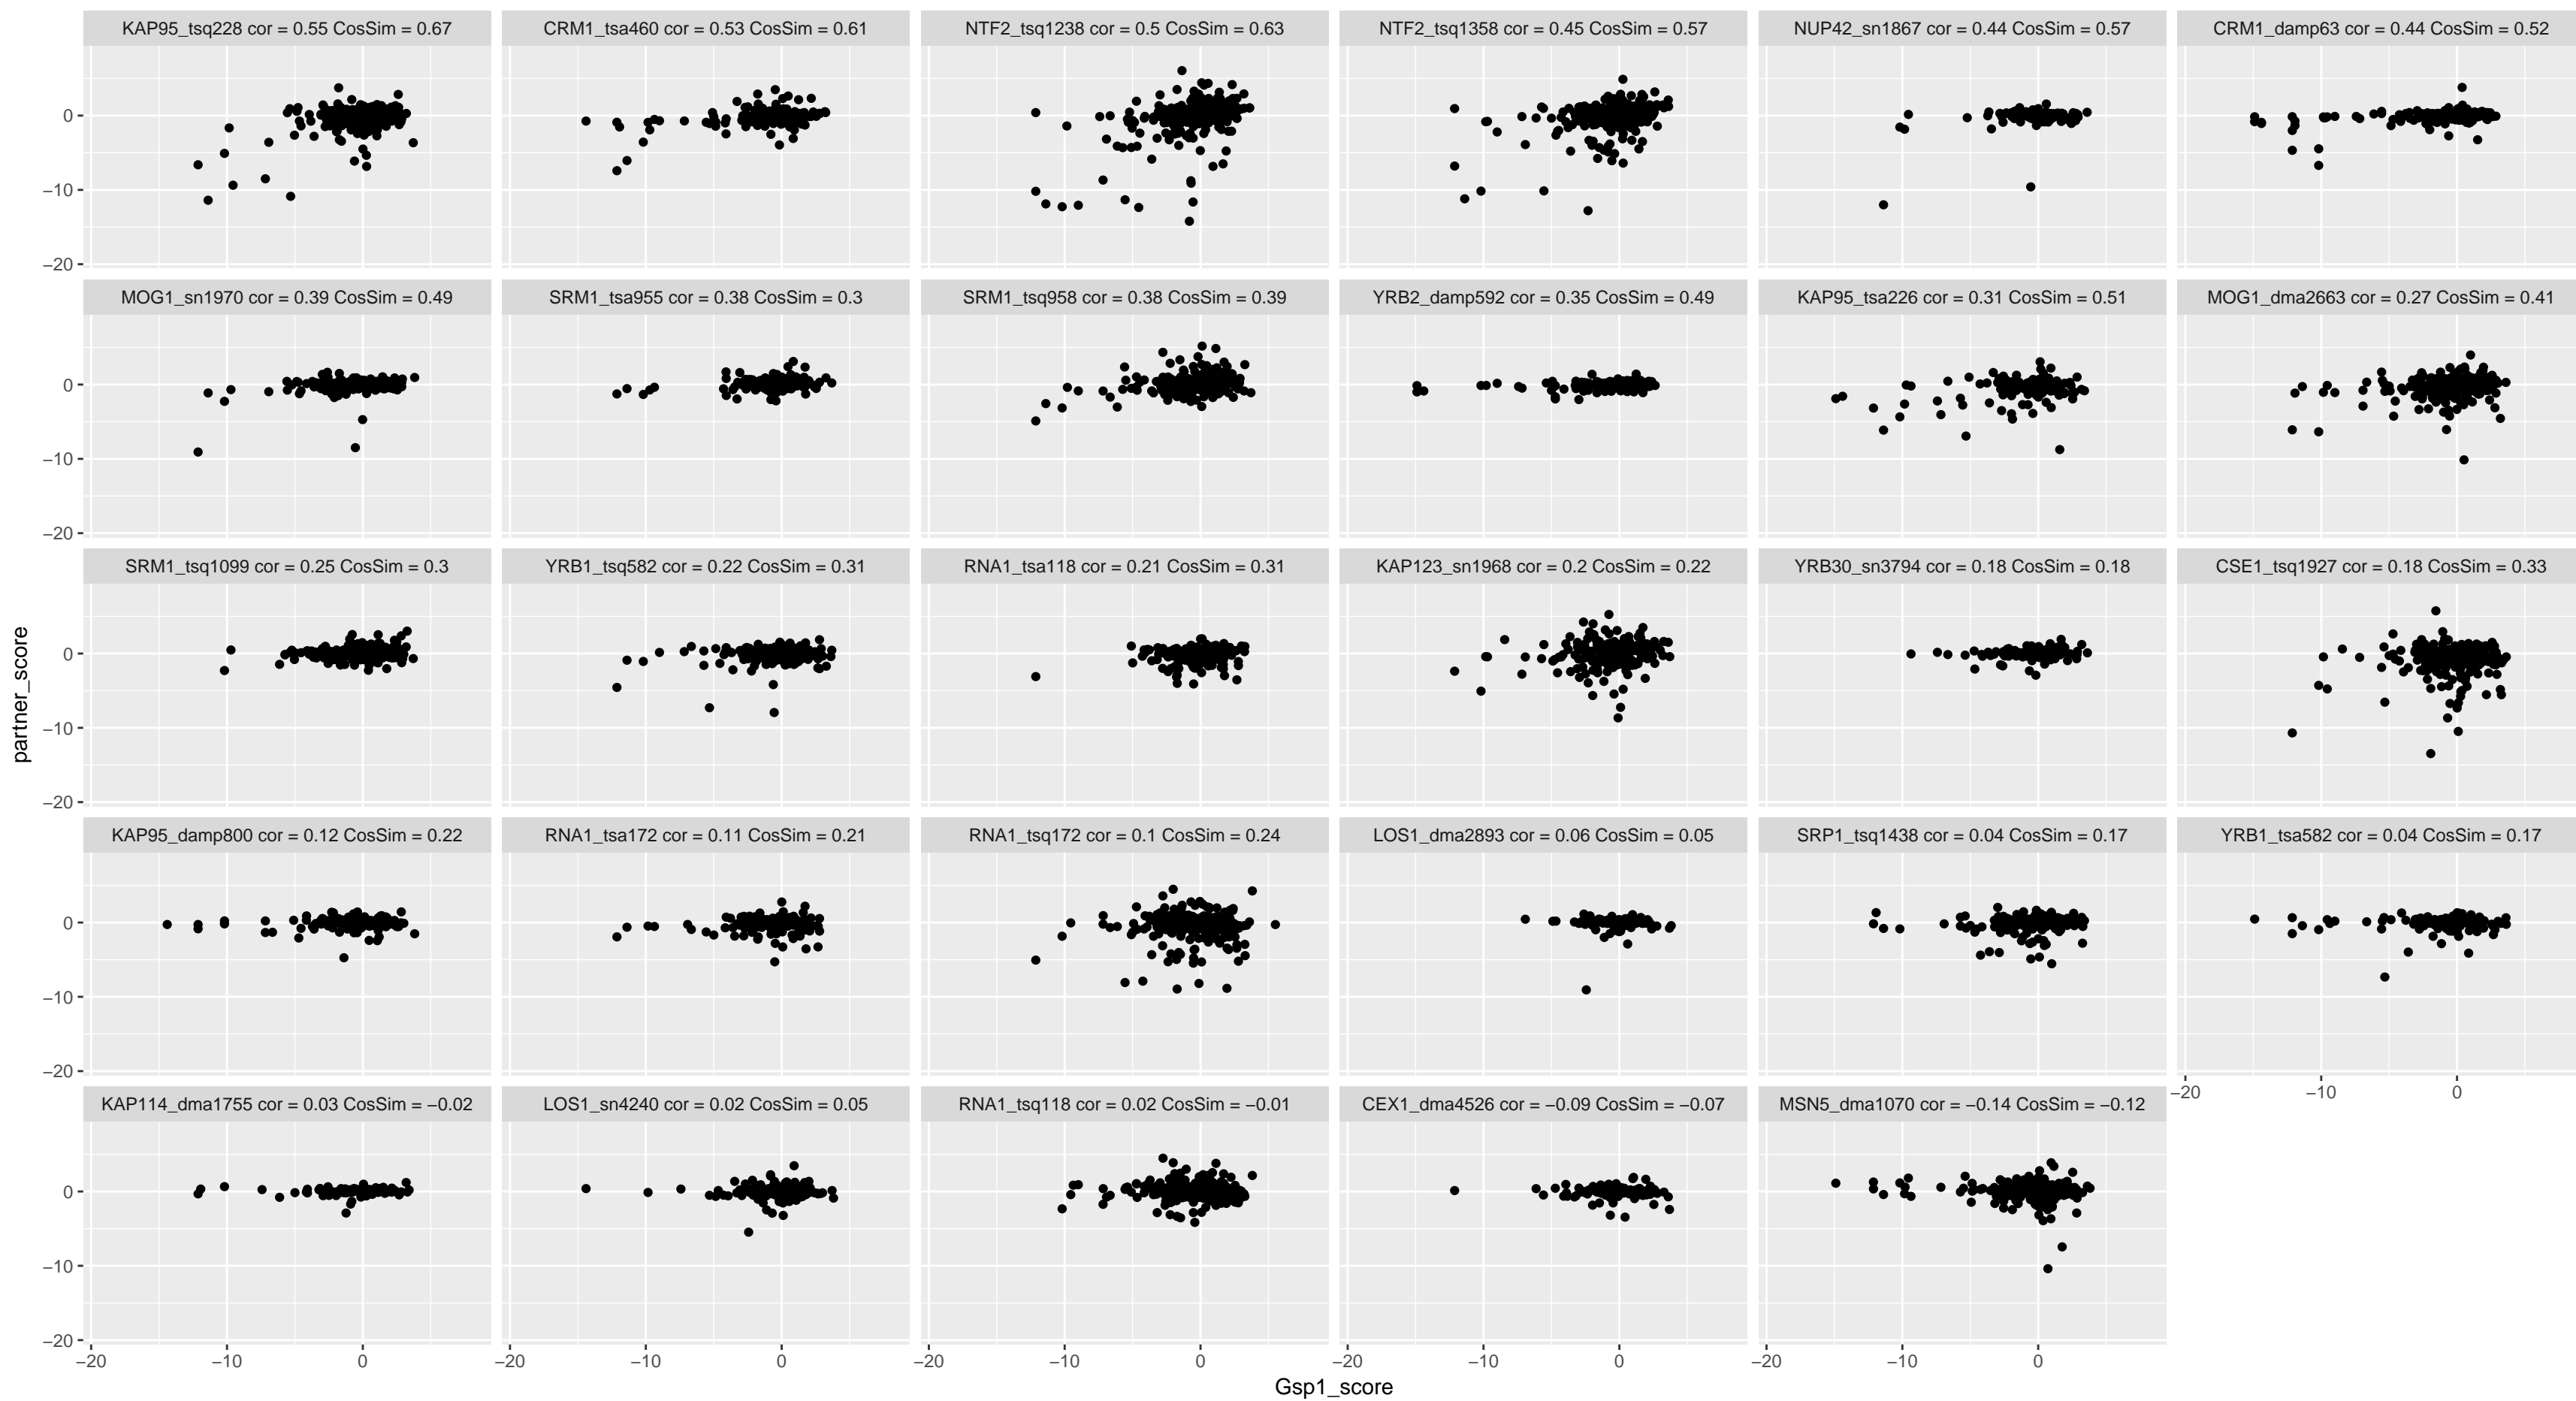 KAP95_tsq228 cor = 0.55 CosSim = 0.67
CRM1_tsa460 cor = 0.53 CosSim = 0.61
NTF2_tsq1238 cor = 0.5 CosSim = 0.63
NTF2_tsq1358 cor = 0.45 CosSim = 0.57
NUP42_sn1867 cor = 0.44 CosSim = 0.57
CRM1_damp63 cor = 0.44 CosSim = 0.52
0
−10
−20
MOG1_sn1970 cor = 0.39 CosSim = 0.49
SRM1_tsa955 cor = 0.38 CosSim = 0.3
SRM1_tsq958 cor = 0.38 CosSim = 0.39
YRB2_damp592 cor = 0.35 CosSim = 0.49
KAP95_tsa226 cor = 0.31 CosSim = 0.51
MOG1_dma2663 cor = 0.27 CosSim = 0.41
0
−10
−20
SRM1_tsq1099 cor = 0.25 CosSim = 0.3
YRB1_tsq582 cor = 0.22 CosSim = 0.31
RNA1_tsa118 cor = 0.21 CosSim = 0.31
KAP123_sn1968 cor = 0.2 CosSim = 0.22
YRB30_sn3794 cor = 0.18 CosSim = 0.18
CSE1_tsq1927 cor = 0.18 CosSim = 0.33
partner_score
0
−10
−20
KAP95_damp800 cor = 0.12 CosSim = 0.22
RNA1_tsa172 cor = 0.11 CosSim = 0.21
RNA1_tsq172 cor = 0.1 CosSim = 0.24
LOS1_dma2893 cor = 0.06 CosSim = 0.05
SRP1_tsq1438 cor = 0.04 CosSim = 0.17
YRB1_tsa582 cor = 0.04 CosSim = 0.17
0
−10
−20
−20 −10 0
KAP114_dma1755 cor = 0.03 CosSim = −0.02
LOS1_sn4240 cor = 0.02 CosSim = 0.05
RNA1_tsq118 cor = 0.02 CosSim = −0.01
CEX1_dma4526 cor = −0.09 CosSim = −0.07
MSN5_dma1070 cor = −0.14 CosSim = −0.12
0
−10
−20
−20 −10 0
−20 −10 0
−20 −10 0
−20 −10 0
−20 −10 0
Gsp1_score